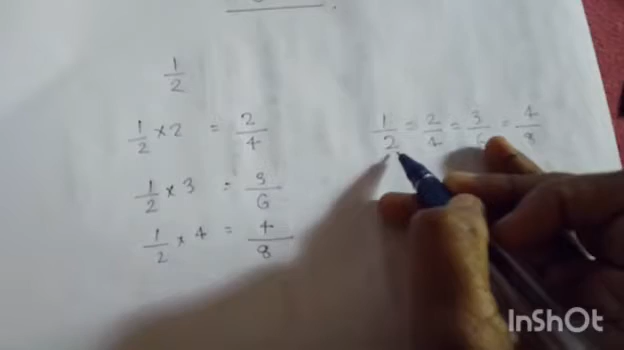 1/2
1/2 × 2 = 2/4
1/2 = 2/4 = 3/6 = 4/8
1/2 × 3 = 3/6
1/2 × 4 = 4/8
InShOt